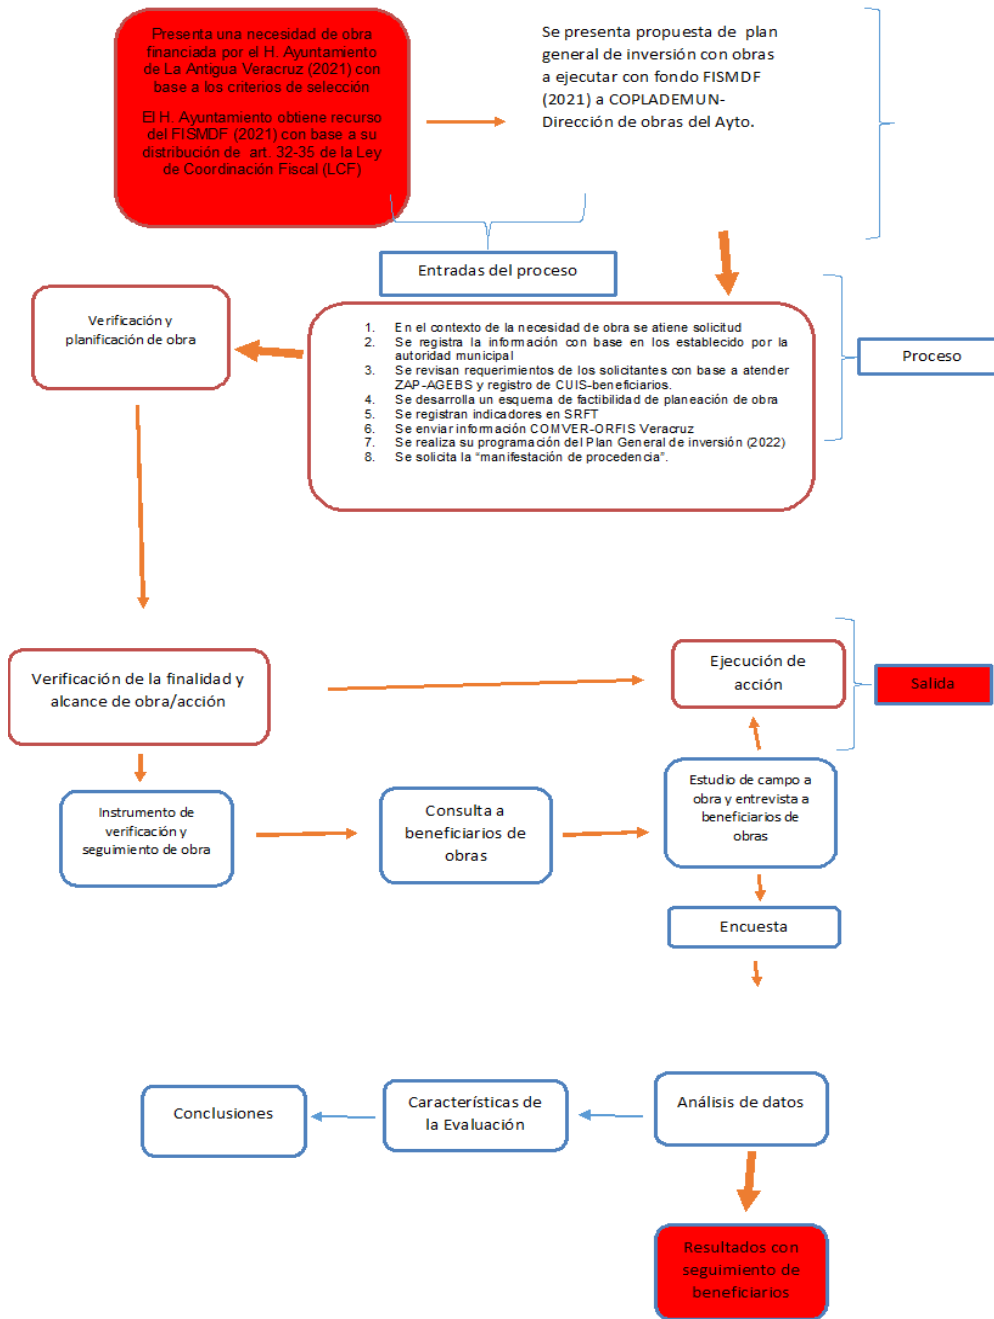 Presenta una necesidad de obra
financiada por el H. Ayuntamiento
de La Antigua Veracruz (2021) con
base a los criterios de selección
El H. Ayuntamiento obtiene recurso
del FISMDF (2021) con base a su
distribución de art. 32-35 de la Ley
de Coordinación Fiscal (LCF)
Se presenta propuesta de plan
general de inversión con obras
a ejecutar con fondo FISMDF
(2021) a COPLADEMUN-
Dirección de obras del Ayto.
Entradas del proceso
Verificación y
planificación de obra
1. En el contexto de la necesidad de obra se atiene solicitud
2. Se registra la información con base en los establecido por la
autoridad municipal
3. Se revisan requerimientos de los solicitantes con base a atender
ZAP-AGEBS y registro de CUIS-beneficiarios.
4. Se desarrolla un esquema de factibilidad de planeación de obra
5. Se registran indicadores en SRFT
6. Se enviar información COMVER-ORFIS Veracruz
7. Se realiza su programación del Plan General de inversión (2022)
8. Se solicita la “manifestación de procedencia”.
Proceso
Verificación de la finalidad y
alcance de obra/acción
Ejecución de
acción
Salida
Instrumento de
verificación y
seguimiento de obra
Consulta a
beneficiarios de
obras
Estudio de campo a
obra y entrevista a
beneficiarios de
obras
Encuesta
Conclusiones
Características de
la Evaluación
Análisis de datos
Resultados con
seguimiento de
beneficiarios